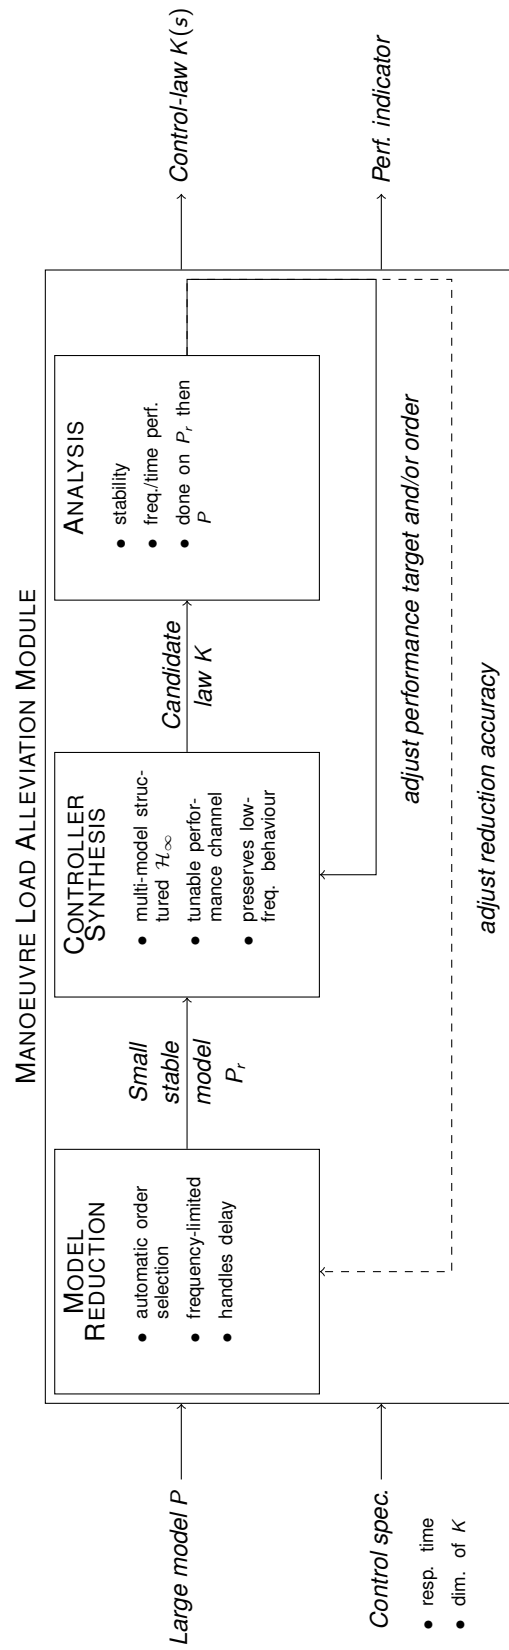 MANOEUVRE LOAD ALLEVIATION MODULE
Large model P
Control spec.
● resp. time
● dim. of K
MODEL
REDUCTION
● automatic order
selection
● frequency-limited
● handles delay
Small
stable
model
P_r
CONTROLLER
SYNTHESIS
● multi-model struc-
tured ℋ∞
● tunable perfor-
mance channel
● preserves low-
freq. behaviour
Candidate
law K
ANALYSIS
● stability
● freq./time perf.
● done on P_r then
P
adjust performance target and/or order
adjust reduction accuracy
Control-law K(s)
Perf. indicator